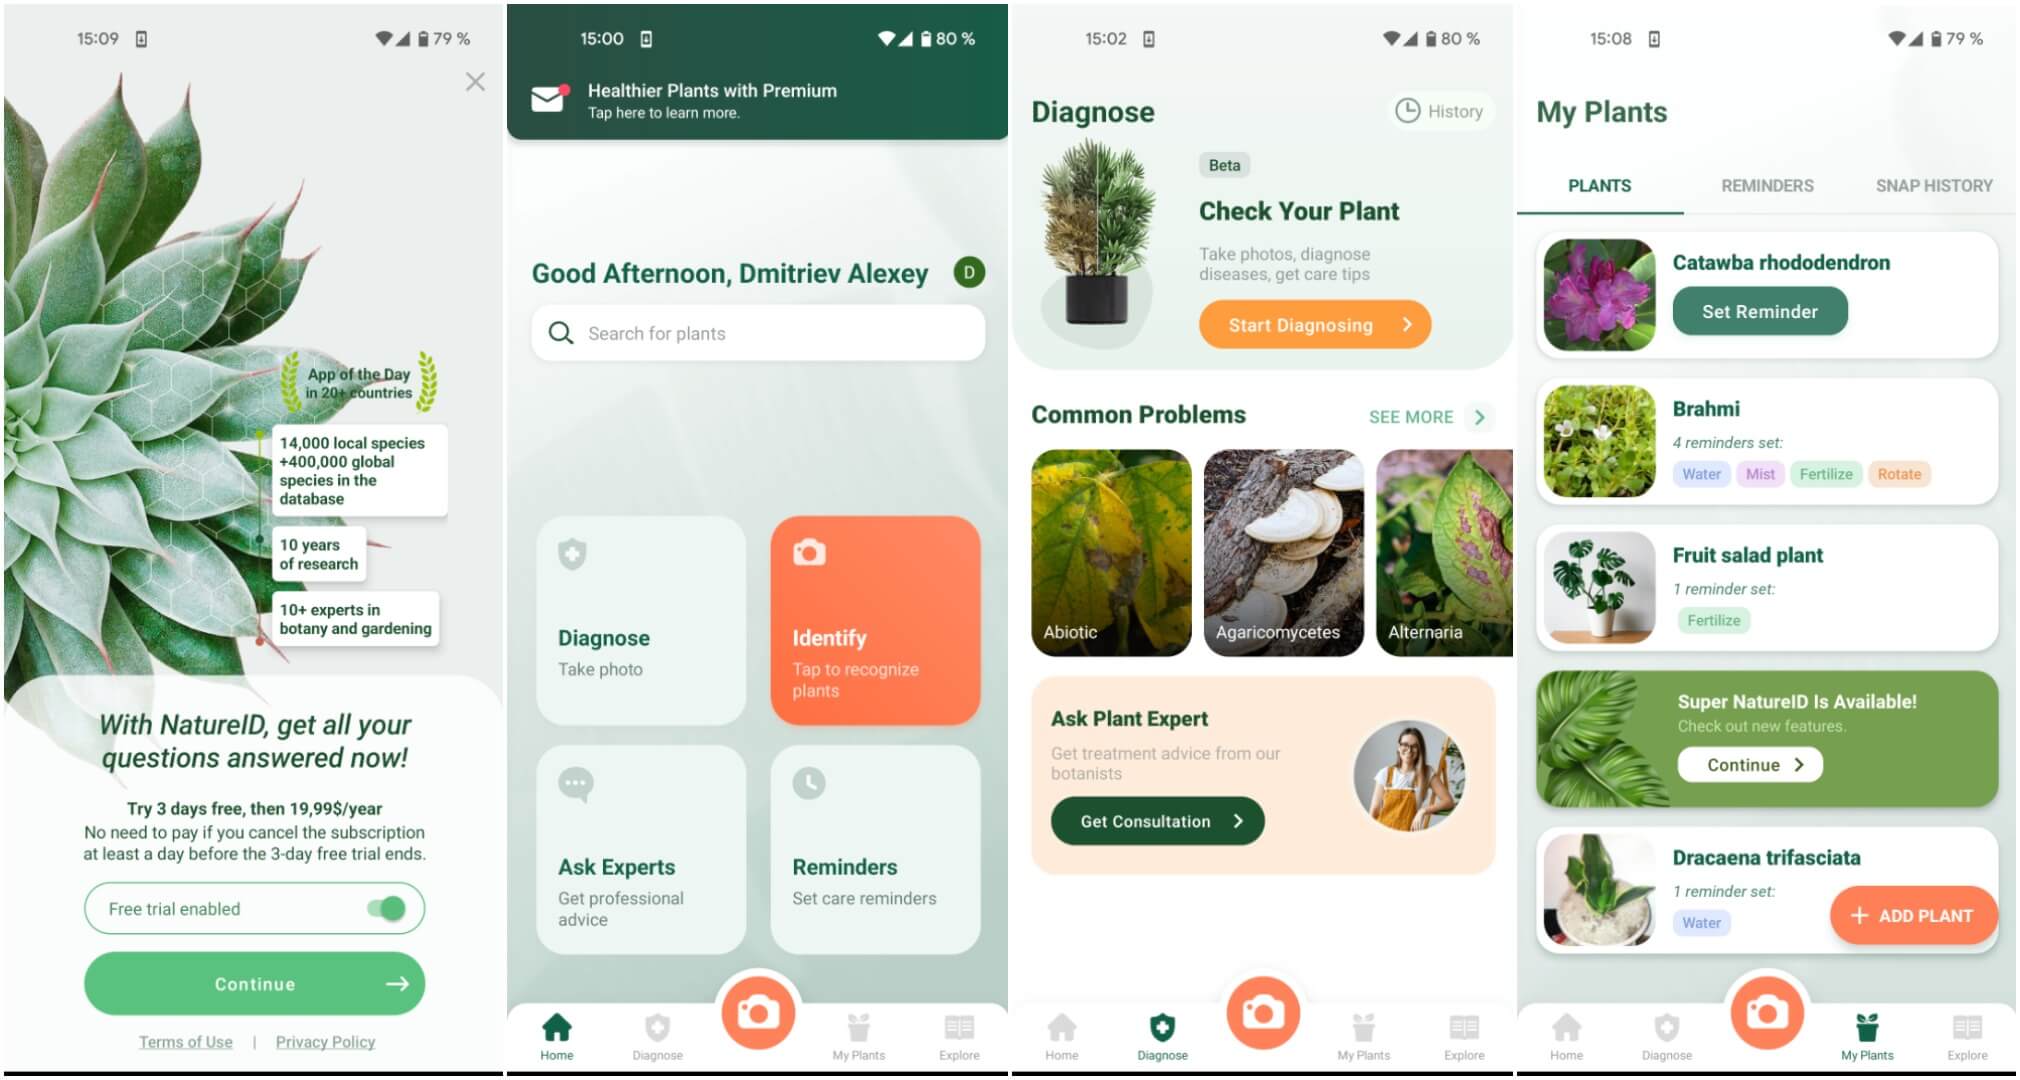 15:09
79 %
App of the Day
in 20+ countries
14,000 local species
+400,000 global
species in the
database
10 years
of research
10+ experts in
botany and gardening
With NatureID, get all your
questions answered now!
Try 3 days free, then 19,99$/year
No need to pay if you cancel the subscription
at least a day before the 3-day free trial ends.
Free trial enabled
Continue
Terms of Use | Privacy Policy
15:00
80 %
Healthier Plants with Premium
Tap here to learn more.
Good Afternoon, Dmitriev Alexey
D
Search for plants
Diagnose
Take photo
Identify
Tap to recognize
plants
Ask Experts
Get professional
advice
Reminders
Set care reminders
Home
Diagnose
My Plants
Explore
15:02
80 %
Diagnose
History
Beta
Check Your Plant
Take photos, diagnose
diseases, get care tips
Start Diagnosing
Common Problems
SEE MORE
Abiotic
Agaricomycetes
Alternaria
Ask Plant Expert
Get treatment advice from our
botanists
Get Consultation
Home
Diagnose
My Plants
Explore
15:08
79 %
My Plants
PLANTS
REMINDERS
SNAP HISTORY
Catawba rhododendron
Set Reminder
Brahmi
4 reminders set:
Water
Mist
Fertilize
Rotate
Fruit salad plant
1 reminder set:
Fertilize
Super NatureID Is Available!
Check out new features.
Continue
Dracaena trifasciata
1 reminder set:
Water
+ ADD PLANT
Home
Diagnose
My Plants
Explore